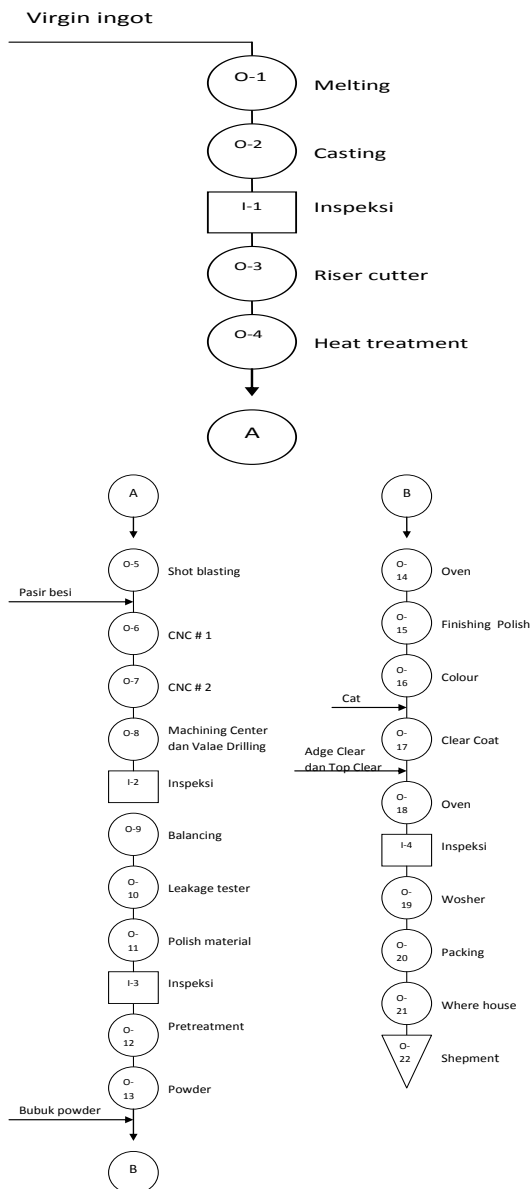 Virgin ingot
O-1
Melting
O-2
Casting
I-1
Inspeksi
O-3
Riser cutter
O-4
Heat treatment
A
A
O-5
Shot blasting
Pasir besi
O-6
CNC # 1
O-7
CNC # 2
O-8
Machining Center
dan Valae Drilling
I-2
Inspeksi
O-9
Balancing
O-
10
Leakage tester
O-
11
Polish material
I-3
Inspeksi
O-
12
Pretreatment
O-
13
Powder
Bubuk powder
B
B
O-
14
Oven
O-
15
Finishing Polish
O-
16
Colour
Cat
O-
17
Clear Coat
Adge Clear
dan Top Clear
O-
18
Oven
I-4
Inspeksi
O-
19
Wosher
O-
20
Packing
O-
21
Where house
O-
22
Shepment